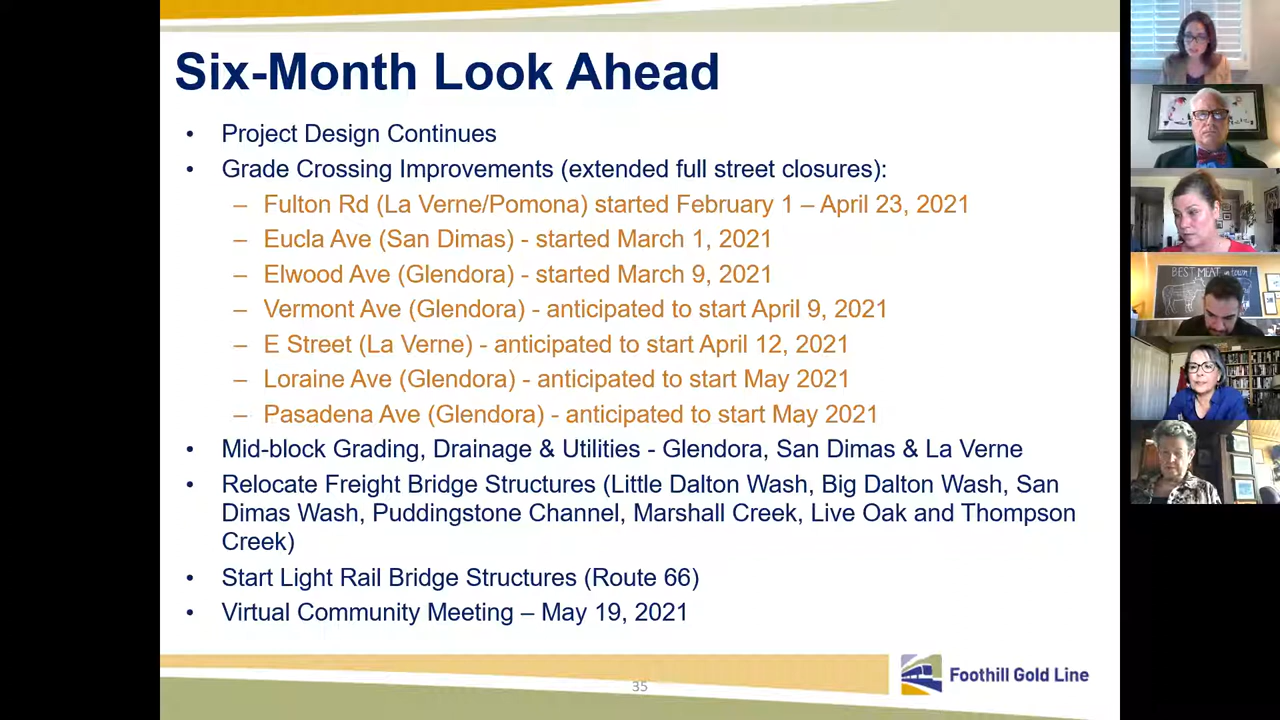 Six-Month Look Ahead
• Project Design Continues
• Grade Crossing Improvements (extended full street closures):
– Fulton Rd (La Verne/Pomona) started February 1 – April 23, 2021
– Eucla Ave (San Dimas) - started March 1, 2021
– Elwood Ave (Glendora) - started March 9, 2021
– Vermont Ave (Glendora) - anticipated to start April 9, 2021
– E Street (La Verne) - anticipated to start April 12, 2021
– Loraine Ave (Glendora) - anticipated to start May 2021
– Pasadena Ave (Glendora) - anticipated to start May 2021
• Mid-block Grading, Drainage & Utilities - Glendora, San Dimas & La Verne
• Relocate Freight Bridge Structures (Little Dalton Wash, Big Dalton Wash, San
Dimas Wash, Puddingstone Channel, Marshall Creek, Live Oak and Thompson
Creek)
• Start Light Rail Bridge Structures (Route 66)
• Virtual Community Meeting – May 19, 2021
35
Foothill Gold Line
BEST MEAT in town!